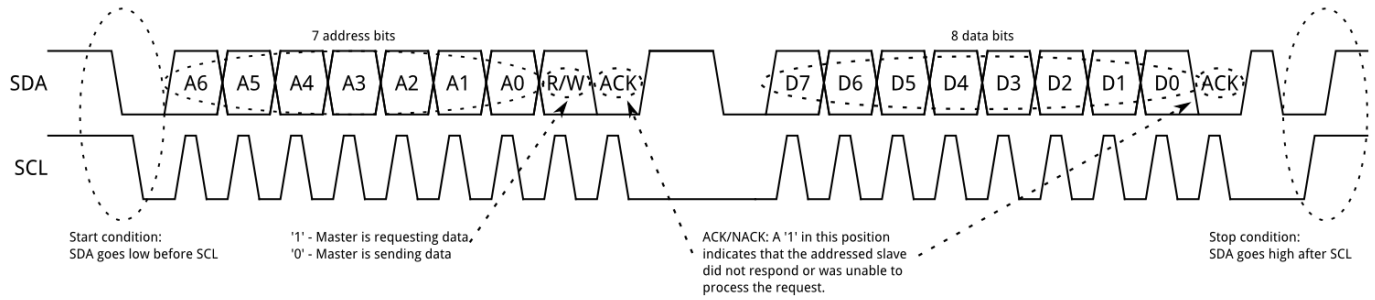 7 address bits
8 data bits
SDA
A6 A5 A4 A3 A2 A1 A0 R/W ACK
D7 D6 D5 D4 D3 D2 D1 D0 ACK
SCL
Start condition:
SDA goes low before SCL
'1' - Master is requesting data,
'0' - Master is sending data
ACK/NACK: A '1' in this position
indicates that the addressed slave
did not respond or was unable to
process the request.
Stop condition:
SDA goes high after SCL